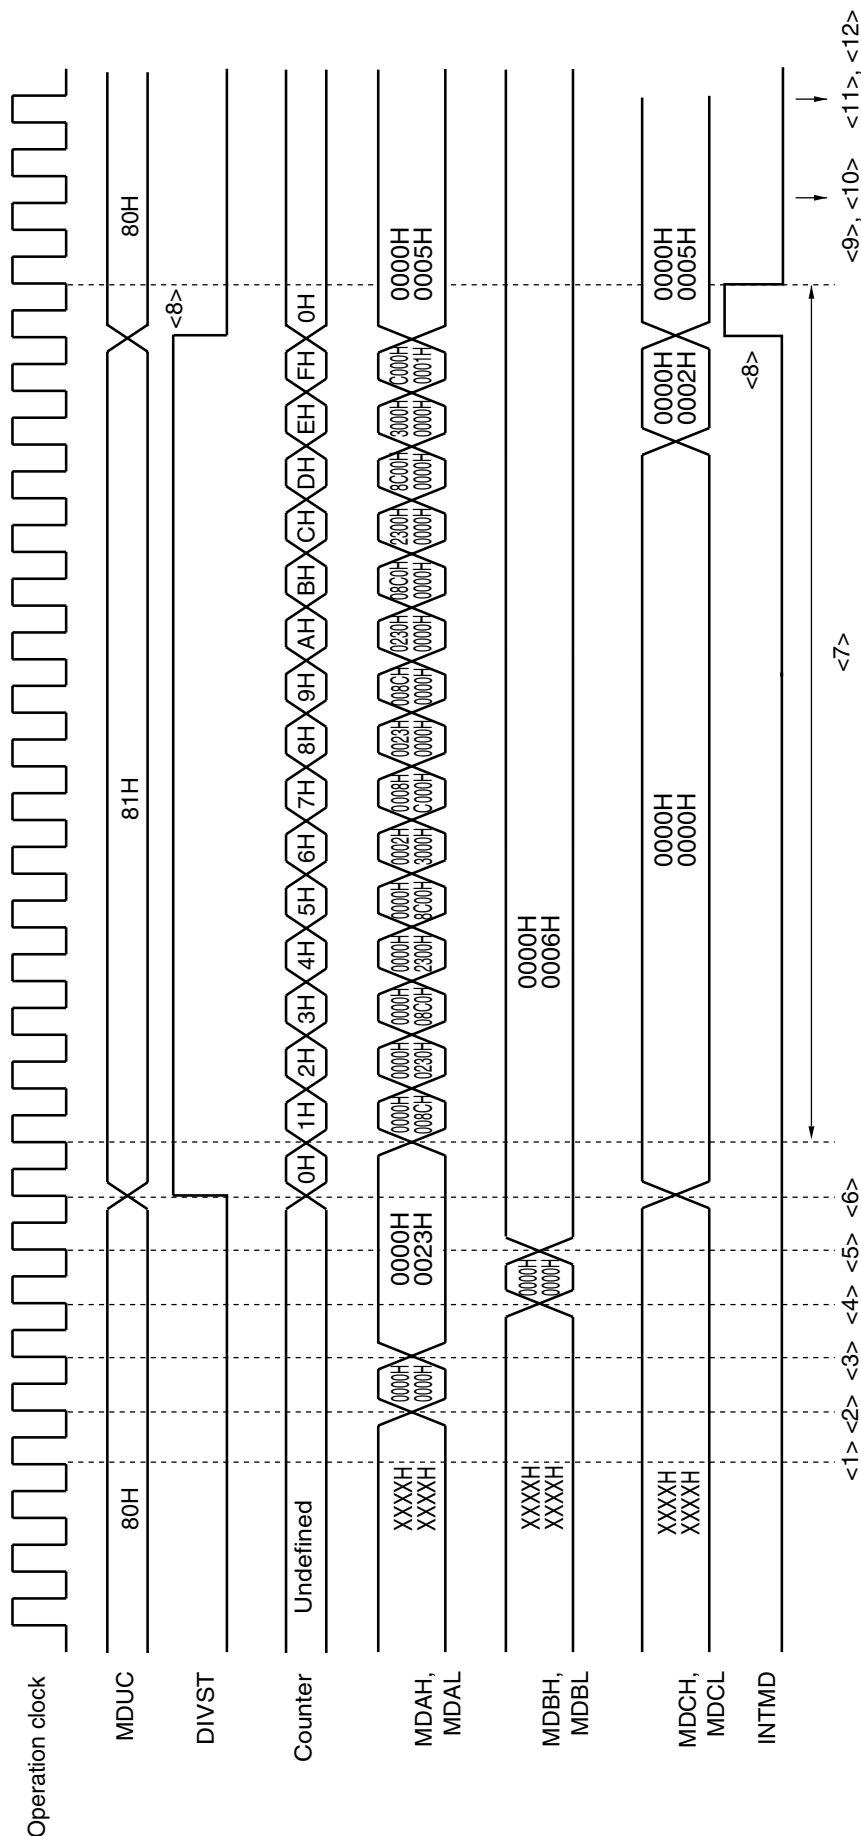 Operation clock
MDUC
80H
81H
80H
DIVST
<8>
Counter
Undefined
0H
1H
2H
3H
4H
5H
6H
7H
8H
9H
AH
BH
CH
DH
EH
FH
0H
MDAH,
MDAL
XXXXH
XXXXH
0000H
0000H
0000H
0023H
0000H
008CH
0000H
0230H
0000H
08C0H
0000H
2300H
0000H
8C00H
0002H
3000H
0008H
C000H
0023H
0000H
008CH
0000H
0230H
0000H
08C0H
0000H
2300H
0000H
8C00H
0000H
3000H
0000H
C000H
0001H
0000H
0005H
MDBH,
MDBL
XXXXH
XXXXH
0000H
0000H
0000H
0006H
MDCH,
MDCL
XXXXH
XXXXH
0000H
0000H
0000H
0002H
0000H
0005H
INTMD
<8>
<1> <2> <3> <4> <5> <6>
<7>
<9>, <10>
<11>, <12>